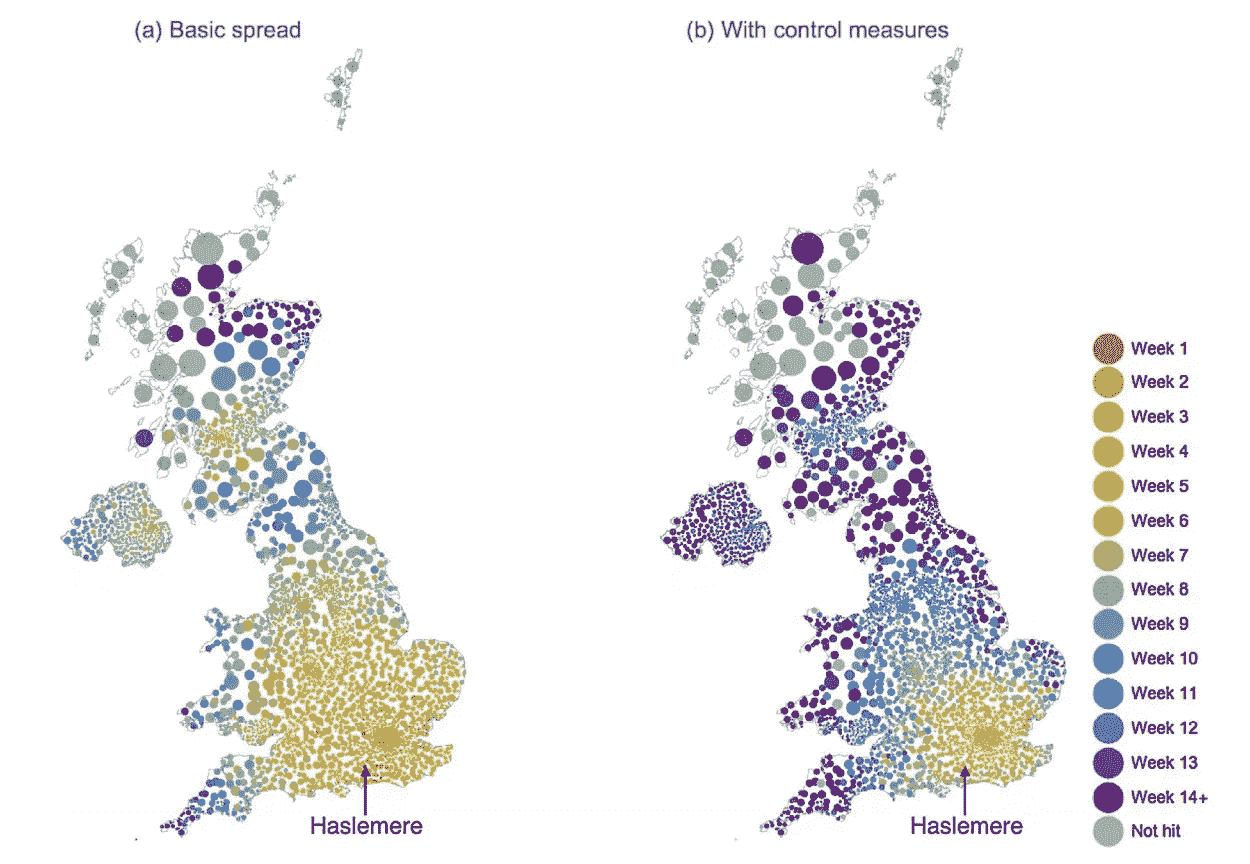 (a) Basic spread
(b) With control measures
Week 1
Week 2
Week 3
Week 4
Week 5
Week 6
Week 7
Week 8
Week 9
Week 10
Week 11
Week 12
Week 13
Week 14+
Not hit
Haslemere
Haslemere